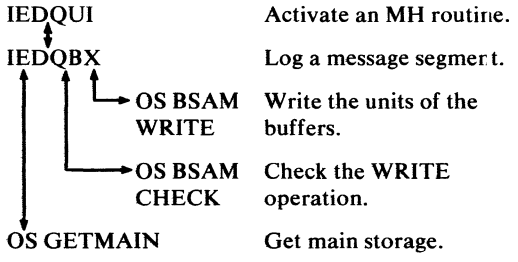 IEDQUI Activate an MH routine.
IEDQBX Log a message segment.
OS BSAM Write the units of the
WRITE buffers.
OS BSAM Check the WRITE
CHECK operation.
OS GETMAIN Get main storage.